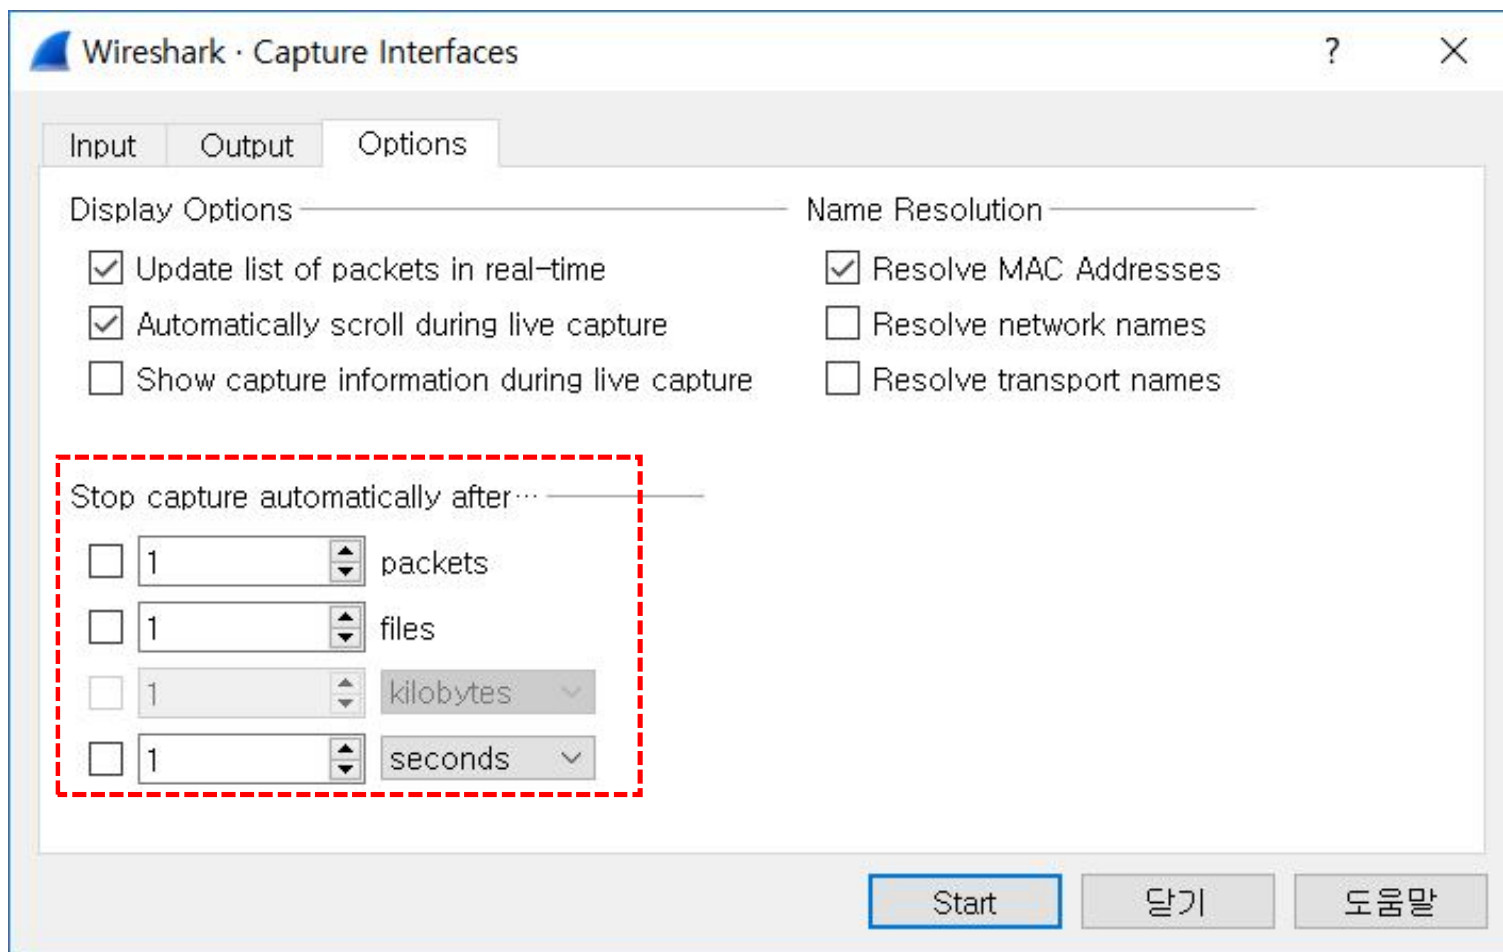 Wireshark · Capture Interfaces
?
Input Output Options
Display Options
Update list of packets in real-time
Automatically scroll during live capture
Show capture information during live capture
Name Resolution
Resolve MAC Addresses
Resolve network names
Resolve transport names
Stop capture automatically after…
1 packets
1 files
1 kilobytes
1 seconds
Start 닫기 도움말